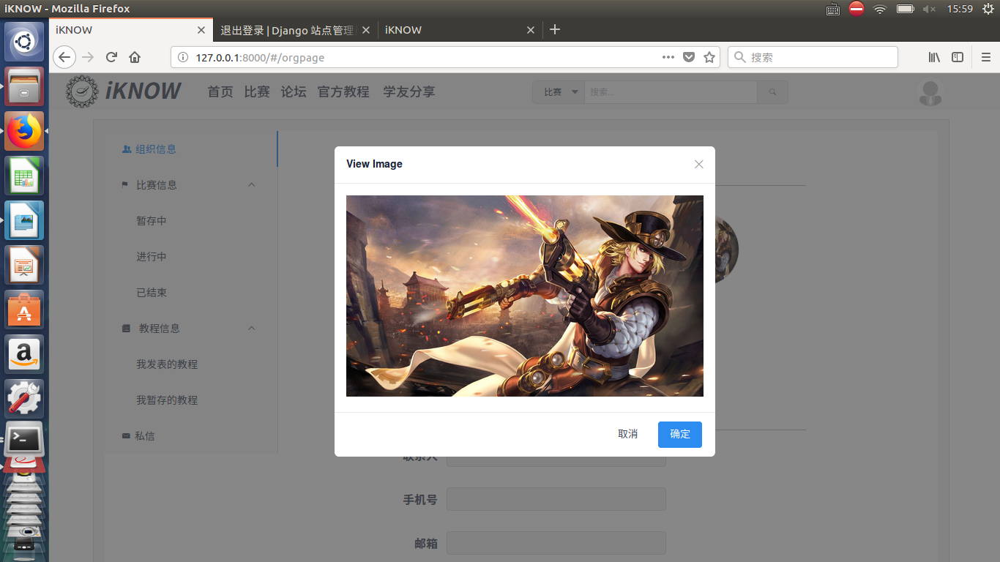 iKNOW - Mozilla Firefox
15:59
iKNOW
退出登录 | Django 站点管理
iKNOW
127.0.0.1:8000/#/orgpage
搜索
iKNOW
首页 比赛 论坛 官方教程 学友分享
比赛
搜索...
组织信息
比赛信息
暂存中
进行中
已结束
教程信息
我发表的教程
我暂存的教程
私信
View Image
取消
确定
联系人
手机号
邮箱